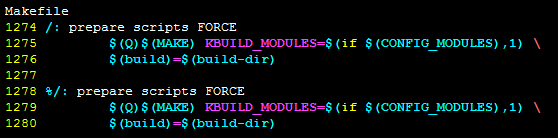 Makefile
1274 /: prepare scripts FORCE
1275         $(Q)$(MAKE) KBUILD_MODULES=$(if $(CONFIG_MODULES),1) \
1276         $(build)=$(build-dir)
1277
1278 %/: prepare scripts FORCE
1279         $(Q)$(MAKE) KBUILD_MODULES=$(if $(CONFIG_MODULES),1) \
1280         $(build)=$(build-dir)